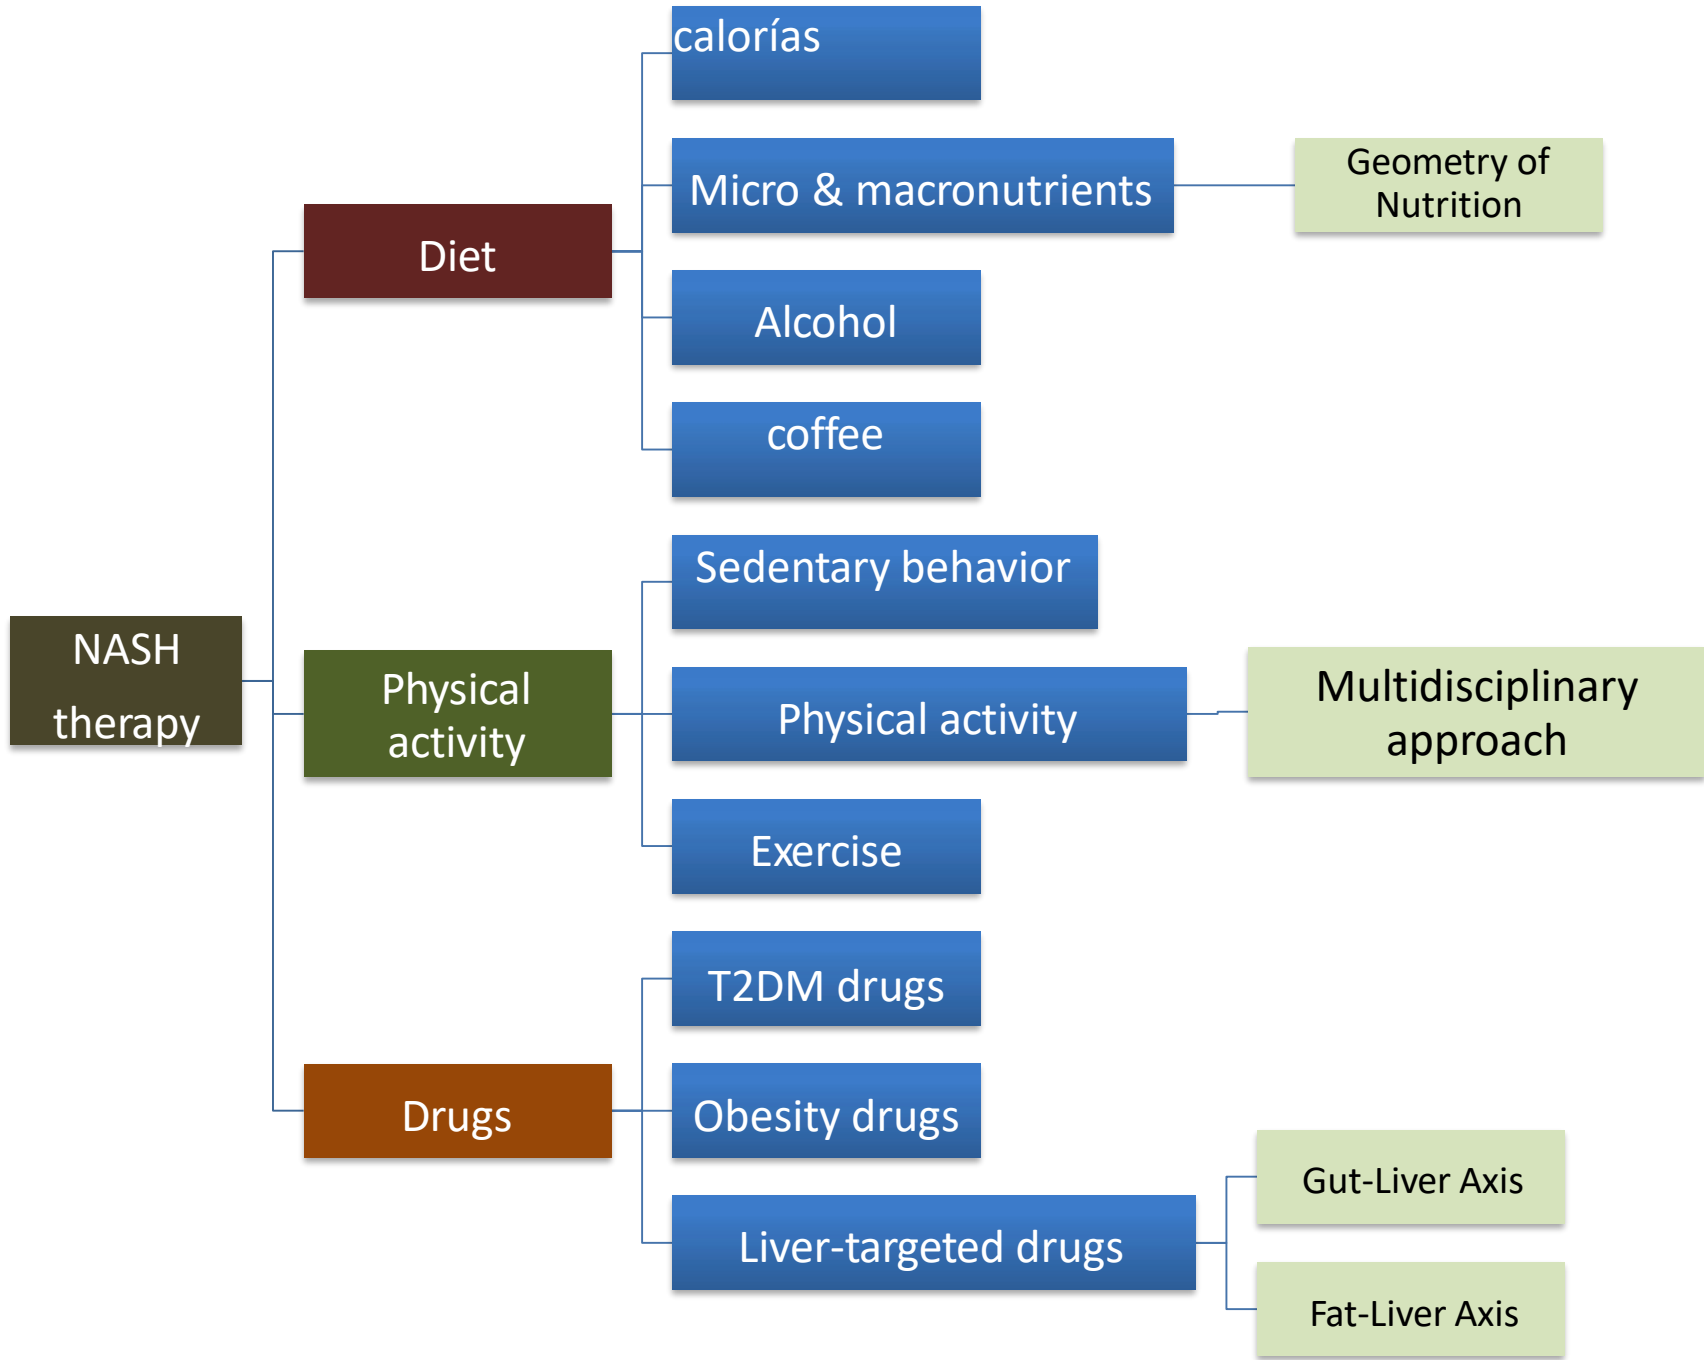 NASH
therapy
Diet
calorías
Micro & macronutrients
Geometry of
Nutrition
Alcohol
coffee
Physical
activity
Sedentary behavior
Physical activity
Multidisciplinary
approach
Exercise
Drugs
T2DM drugs
Obesity drugs
Liver-targeted drugs
Gut-Liver Axis
Fat-Liver Axis